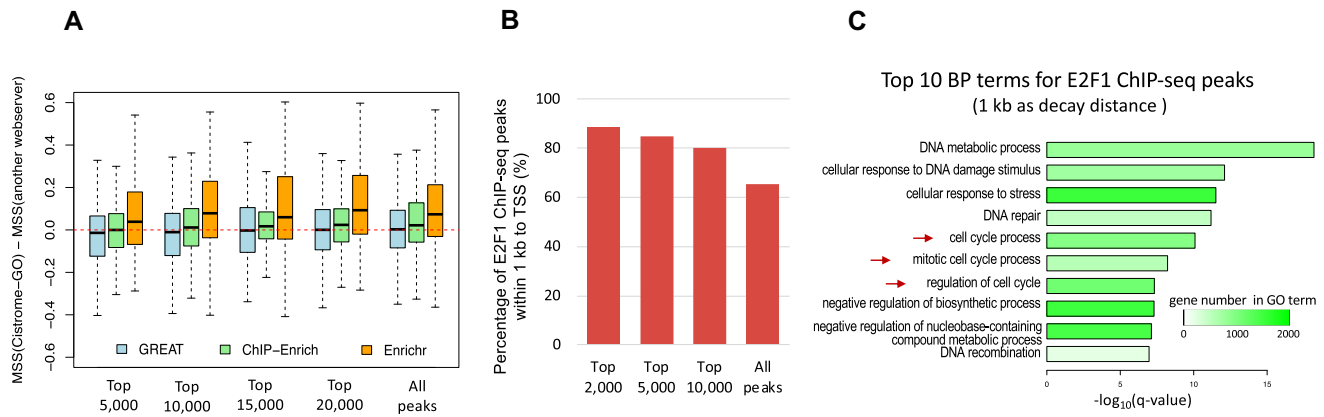 A
MSS(Cistrome−GO) − MSS(another webserver)
0.6
0.4
0.2
0.0
−0.2
−0.4
−0.6
GREAT
ChIP−Enrich
Enrichr
Top
5,000
Top
10,000
Top
15,000
Top
20,000
All
peaks
B
Percentage of E2F1 ChIP-seq peaks
within 1 kb to TSS (%)
100
80
60
40
20
0
Top
2,000
Top
5,000
Top
10,000
All
peaks
C
Top 10 BP terms for E2F1 ChIP-seq peaks
(1 kb as decay distance )
DNA metabolic process
cellular response to DNA damage stimulus
cellular response to stress
DNA repair
cell cycle process
mitotic cell cycle process
regulation of cell cycle
negative regulation of biosynthetic process
negative regulation of nucleobase-containing
compound metabolic process
DNA recombination
gene number in GO term
0 1000 2000
0 5 10 15
-log10(q-value)